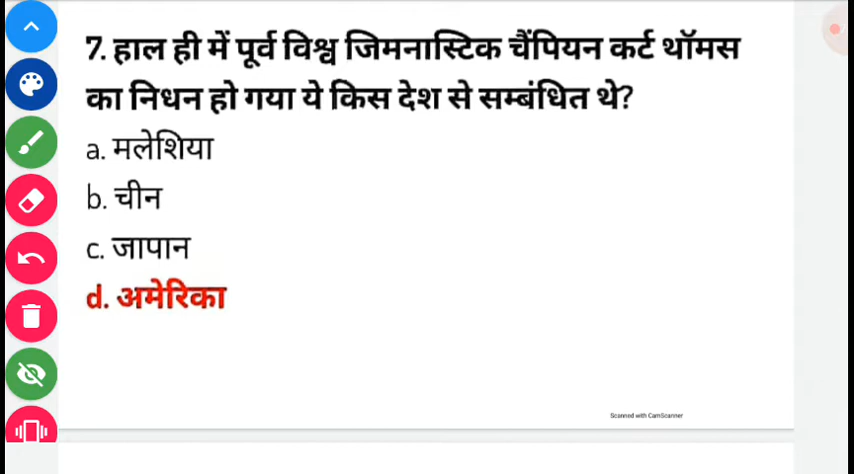 7. हाल ही में पूर्व विश्व जिमनास्टिक चैंपियन कर्ट थॉमस
का निधन हो गया ये किस देश से सम्बंधित थे?
a. मलेशिया
b. चीन
c. जापान
d. अमेरिका
Scanned with CamScanner